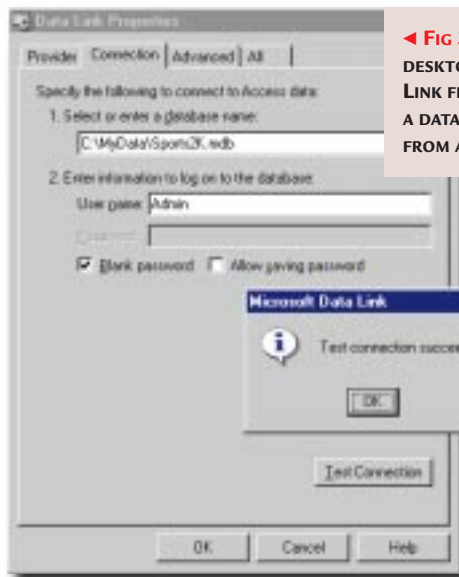 Data Link Properties
Provider Connection Advanced All
Specify the following to connect to Access data:
1. Select or enter a database name:
C:\MyData\Sports2K.mdb
2. Enter information to log on to the database:
User name: Admin
Blank password Allow saving password
Microsoft Data Link
Test connection succee
OK
Test Connection
OK Cancel Help
◄ FIG
DESKTO
LINK FI
A DATA
FROM A